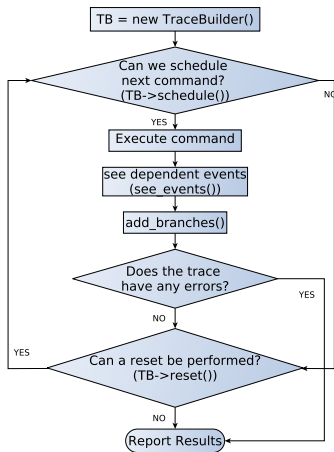 TB = new TraceBuilder()
Can we schedule
next command?
(TB->schedule())
NO
YES
Execute command
see dependent events
(see_events())
add_branches()
Does the trace
have any errors?
YES
NO
Can a reset be performed?
(TB->reset())
YES
NO
Report Results